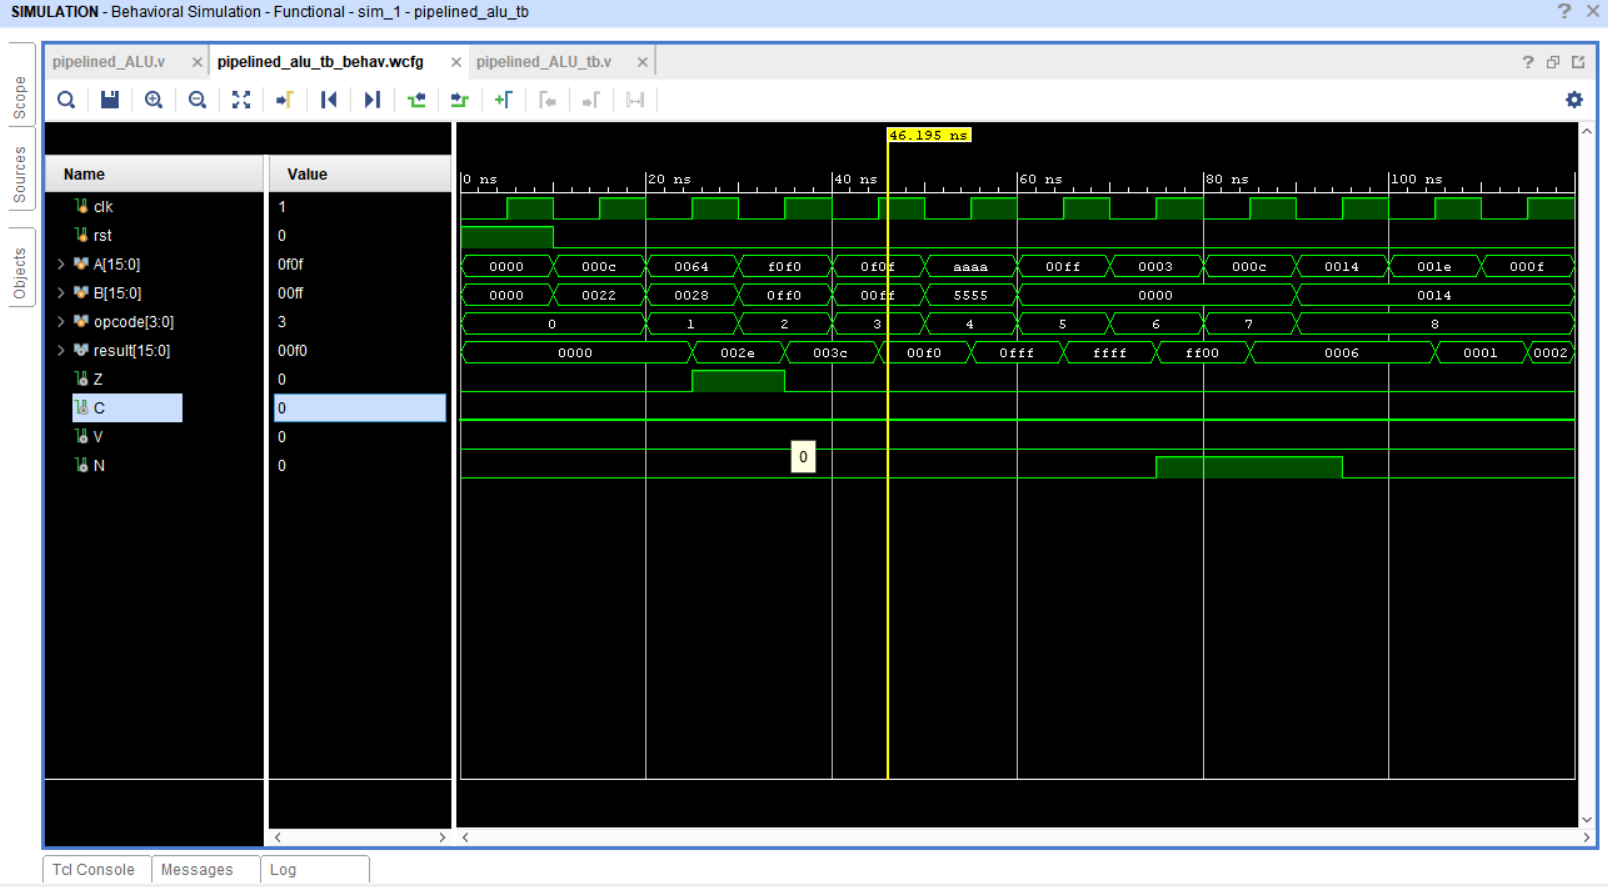 SIMULATION - Behavioral Simulation - Functional - sim_1 - pipelined_alu_tb
pipelined_ALU.v
pipelined_alu_tb_behav.wcfg
pipelined_ALU_tb.v
Scope
Sources
Objects
46.195 ns
Name Value
0 ns 20 ns 40 ns 60 ns 80 ns 100 ns
clk 1
rst 0
A[15:0] 0f0f 0000 000c 0064 f0f0 0f0f aaaa 00ff 0003 000c 0014 001e 000f
B[15:0] 00ff 0000 0022 0028 0ff0 00ff 5555 0000 0014
opcode[3:0] 3 0 1 2 3 4 5 6 7 8
result[15:0] 00f0 0000 002e 003c 00f0 0fff ffff ff00 0006 0001 0002
Z 0
C 0
V 0
0
N 0
Tcl Console Messages Log